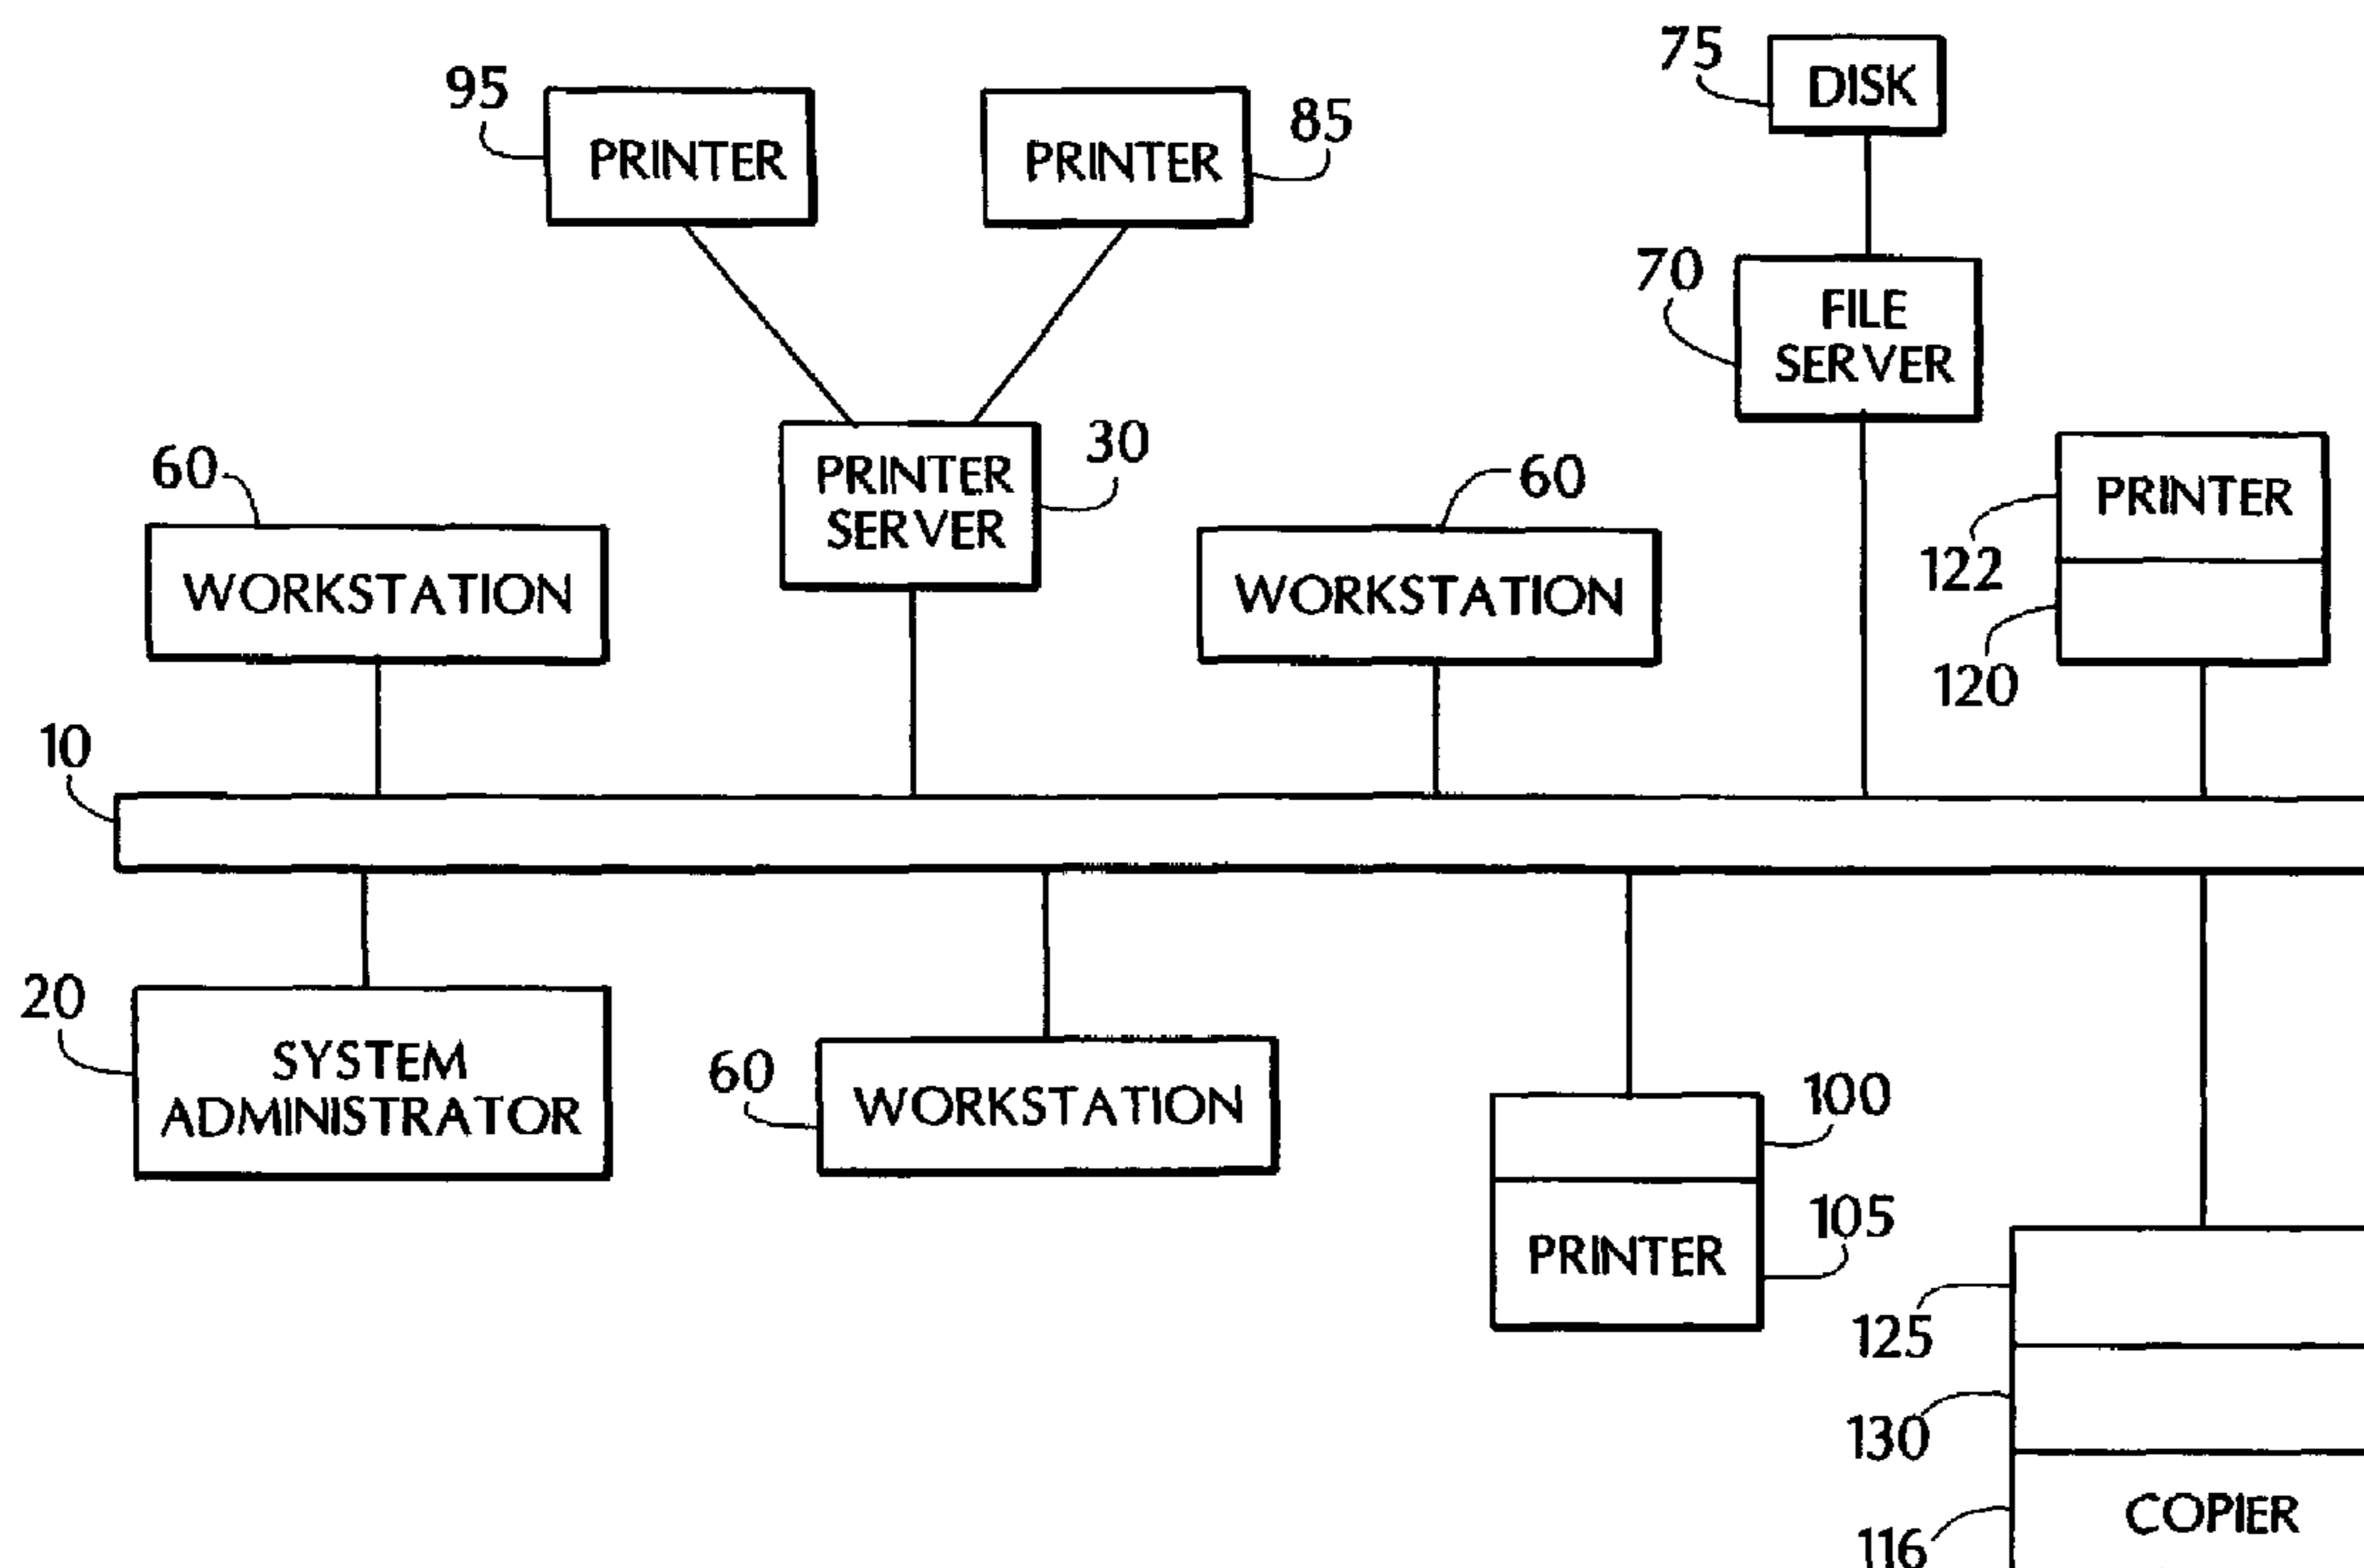 75
DISK
95
PRINTER
PRINTER
85
70
FILE
SERVER
60
WORKSTATION
PRINTER
SERVER
30
60
WORKSTATION
PRINTER
122
120
10
20
SYSTEM
ADMINISTRATOR
60
WORKSTATION
100
105
PRINTER
125
130
116
COPIER